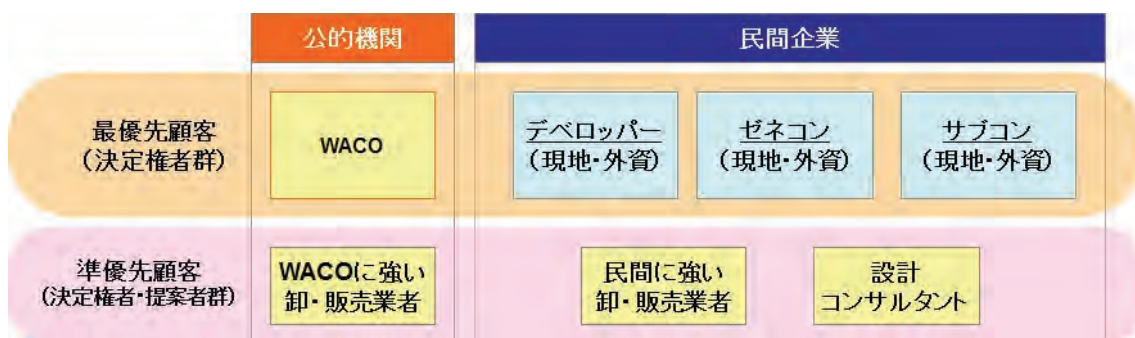 公的機関
民間企業
最優先顧客
(決定権者群)
WACO
デベロッパー
(現地・外資)
ゼネコン
(現地・外資)
サブコン
(現地・外資)
準優先顧客
(決定権者・提案者群)
WACOに強い
卸・販売業者
民間に強い
卸・販売業者
設計
コンサルタント